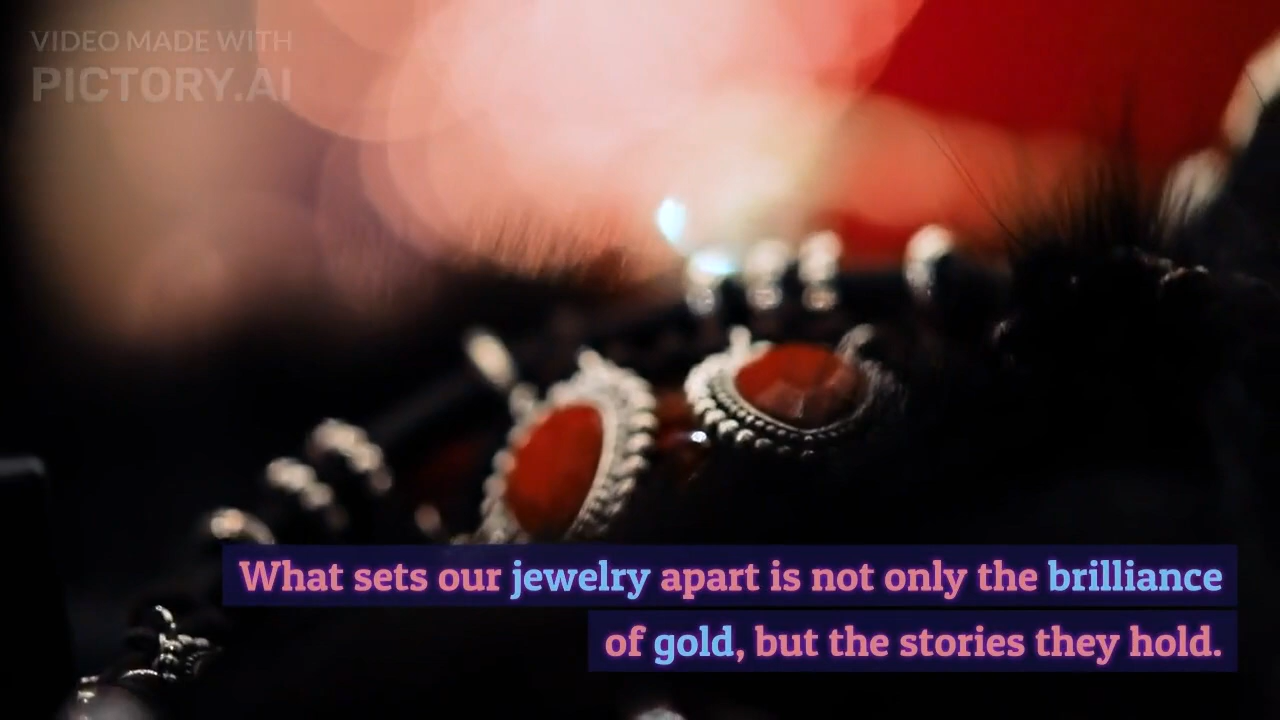 VIDEO MADE WITH
PICTORY.AI
What sets our jewelry apart is not only the brilliance
of gold, but the stories they hold.